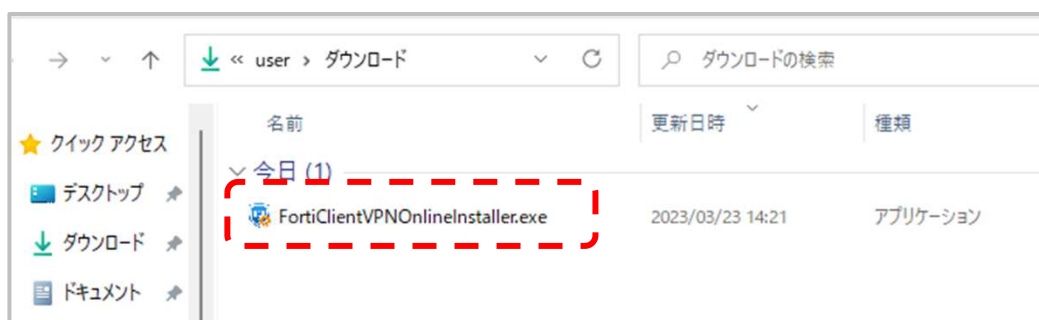 « user › ダウンロード
ダウンロードの検索
クイック アクセス
デスクトップ
ダウンロード
ドキュメント
名前 更新日時 種類
今日 (1)
FortiClientVPNOnlineInstaller.exe 2023/03/23 14:21 アプリケーション